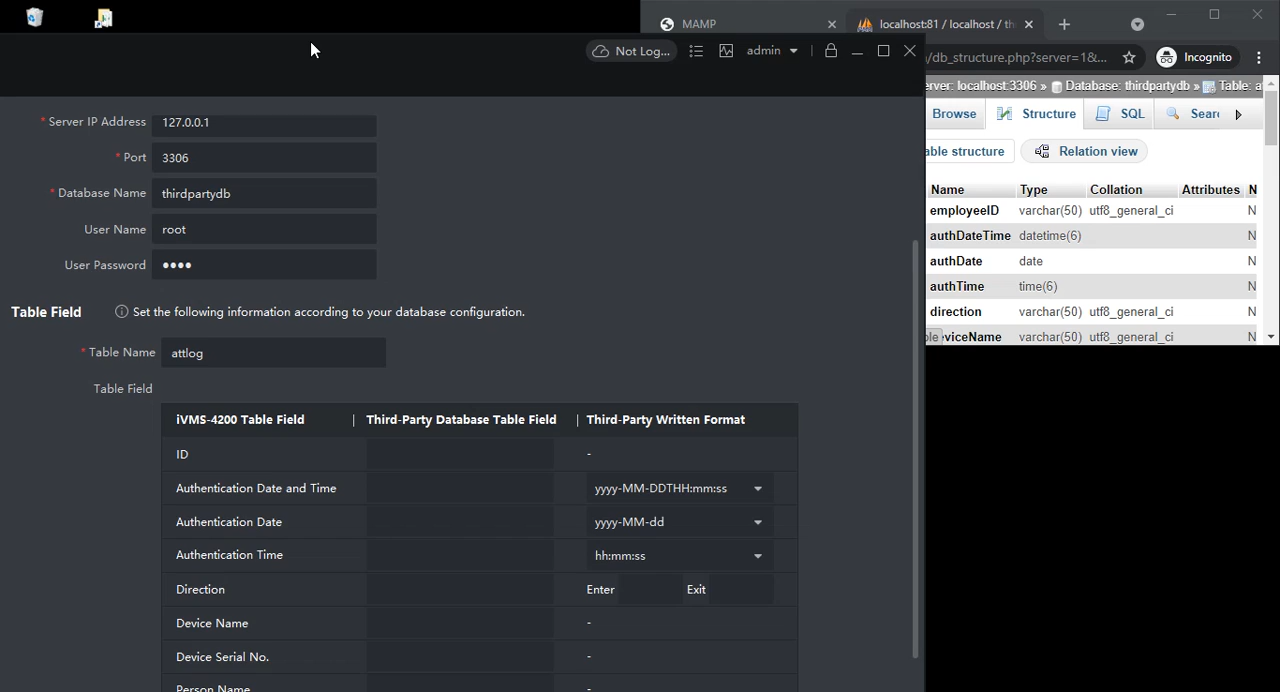 MAMP
localhost:81 / localhost / th
Not Log...
admin
/db_structure.php?server=1&...
Incognito
erver: localhost:3306 » Database: thirdpartydb » Table: a
Browse
Structure
SQL
Searc
able structure
Relation view
Name Type Collation Attributes N
employeeID varchar(50) utf8_general_ci N
authDateTime datetime(6) N
authDate date N
authTime time(6) N
direction varchar(50) utf8_general_ci N
eviceName varchar(50) utf8_general_ci N
* Server IP Address 127.0.0.1
* Port 3306
* Database Name thirdpartydb
User Name root
User Password ••••
Table Field Set the following information according to your database configuration.
* Table Name attlog
Table Field
iVMS-4200 Table Field | Third-Party Database Table Field | Third-Party Written Format
ID -
Authentication Date and Time yyyy-MM-DDTHH:mm:ss
Authentication Date yyyy-MM-dd
Authentication Time hh:mm:ss
Direction Enter Exit
Device Name -
Device Serial No. -
Person Name -